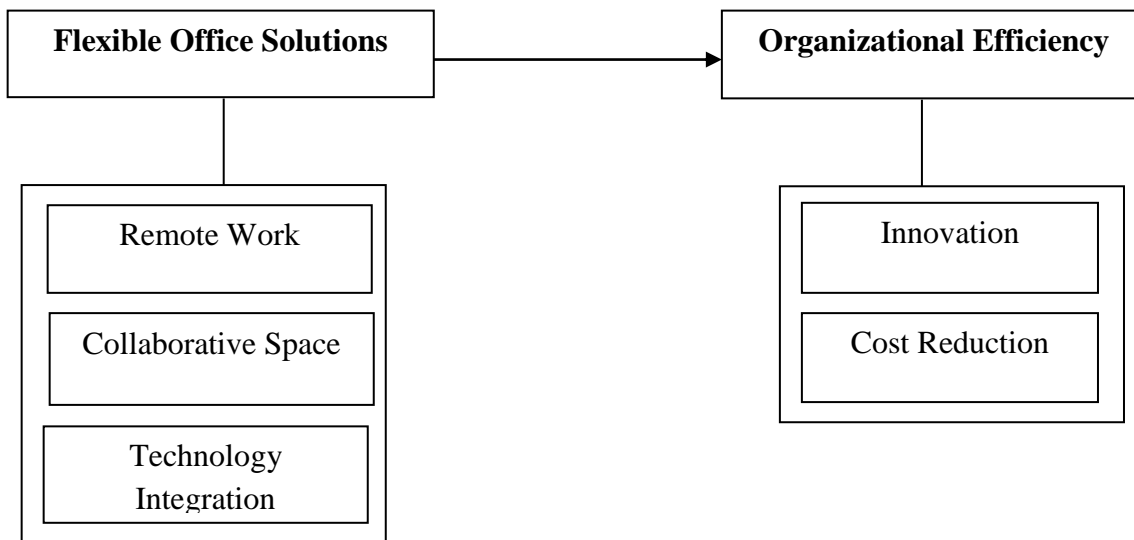 Flexible Office Solutions
Organizational Efficiency
Remote Work
Collaborative Space
Technology
Integration
Innovation
Cost Reduction